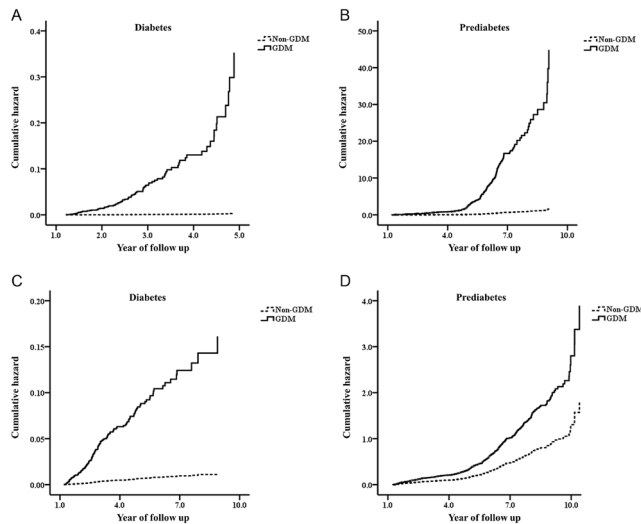 A
Diabetes
Non-GDM
GDM
Cumulative hazard
0.4
0.3
0.2
0.1
0.0
1.0 2.0 3.0 4.0 5.0
Year of follow up
B
Prediabetes
Non-GDM
GDM
Cumulative hazard
50.0
40.0
30.0
20.0
10.0
0.0
1.0 4.0 7.0 10.0
Year of follow up
C
Diabetes
Non-GDM
GDM
Cumulative hazard
0.20
0.15
0.10
0.05
0.00
1.0 4.0 7.0 10.0
Year of follow up
D
Prediabetes
Non-GDM
GDM
Cumulative hazard
4.0
3.0
2.0
1.0
0.0
1.0 4.0 7.0 10.0
Year of follow up